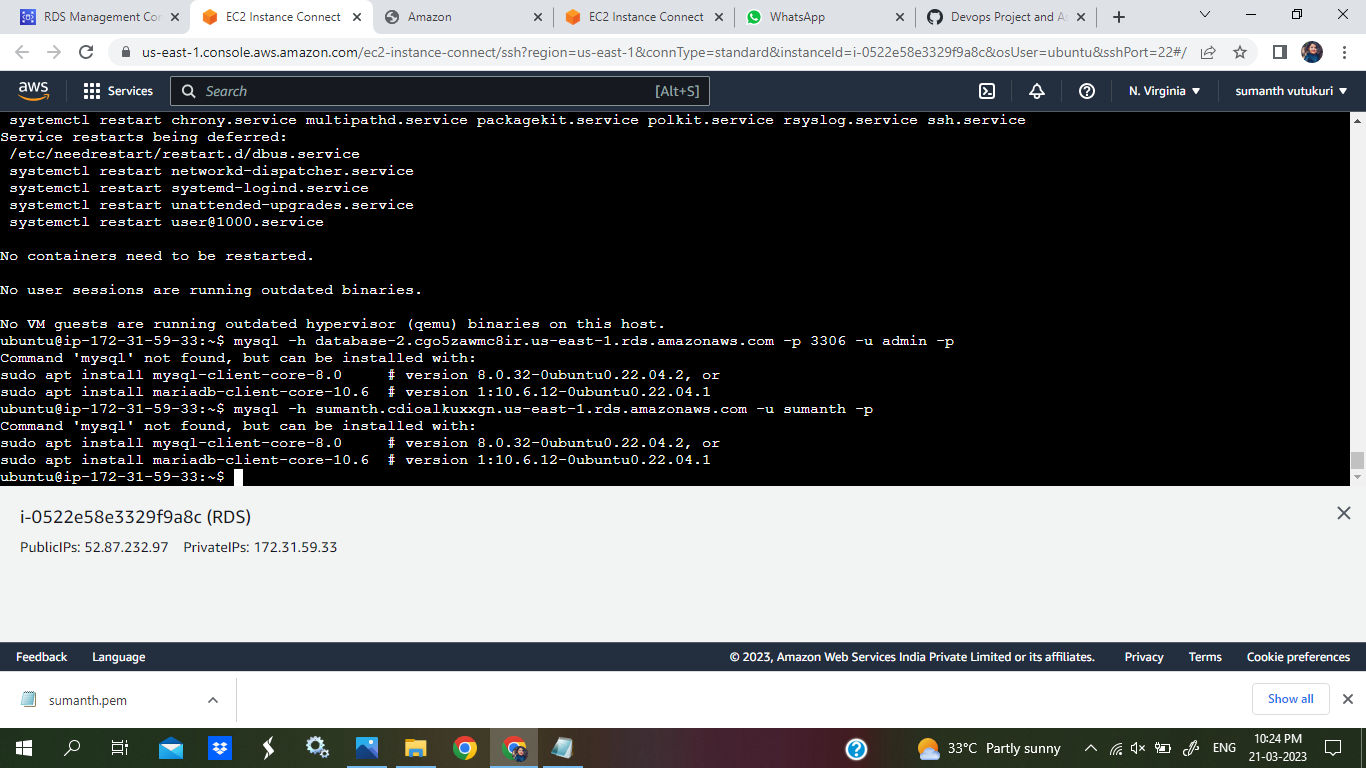 RDS Management Co
EC2 Instance Connect
Amazon
EC2 Instance Connect
WhatsApp
Devops Project and A
us-east-1.console.aws.amazon.com/ec2-instance-connect/ssh?region=us-east-1&connType=standard&instanceId=i-0522e58e3329f9a8c&osUser=ubuntu&sshPort=22#/
aws
Services
Search
[Alt+S]
N. Virginia
sumanth vutukuri
systemctl restart chrony.service multipathd.service packagekit.service polkit.service rsyslog.service ssh.service
Service restarts being deferred:
/etc/needrestart/restart.d/dbus.service
systemctl restart networkd-dispatcher.service
systemctl restart systemd-logind.service
systemctl restart unattended-upgrades.service
systemctl restart user@1000.service
No containers need to be restarted.
No user sessions are running outdated binaries.
No VM guests are running outdated hypervisor (qemu) binaries on this host.
ubuntu@ip-172-31-59-33:~$ mysql -h database-2.cgo5zawmc8ir.us-east-1.rds.amazonaws.com -p 3306 -u admin -p
Command 'mysql' not found, but can be installed with:
sudo apt install mysql-client-core-8.0     # version 8.0.32-0ubuntu0.22.04.2, or
sudo apt install mariadb-client-core-10.6  # version 1:10.6.12-0ubuntu0.22.04.1
ubuntu@ip-172-31-59-33:~$ mysql -h sumanth.cdioalkuxxgn.us-east-1.rds.amazonaws.com -u sumanth -p
Command 'mysql' not found, but can be installed with:
sudo apt install mysql-client-core-8.0     # version 8.0.32-0ubuntu0.22.04.2, or
sudo apt install mariadb-client-core-10.6  # version 1:10.6.12-0ubuntu0.22.04.1
ubuntu@ip-172-31-59-33:~$
i-0522e58e3329f9a8c (RDS)
PublicIPs: 52.87.232.97    PrivateIPs: 172.31.59.33
Feedback
Language
© 2023, Amazon Web Services India Private Limited or its affiliates.
Privacy
Terms
Cookie preferences
sumanth.pem
Show all
33°C Partly sunny
ENG
10:24 PM
21-03-2023